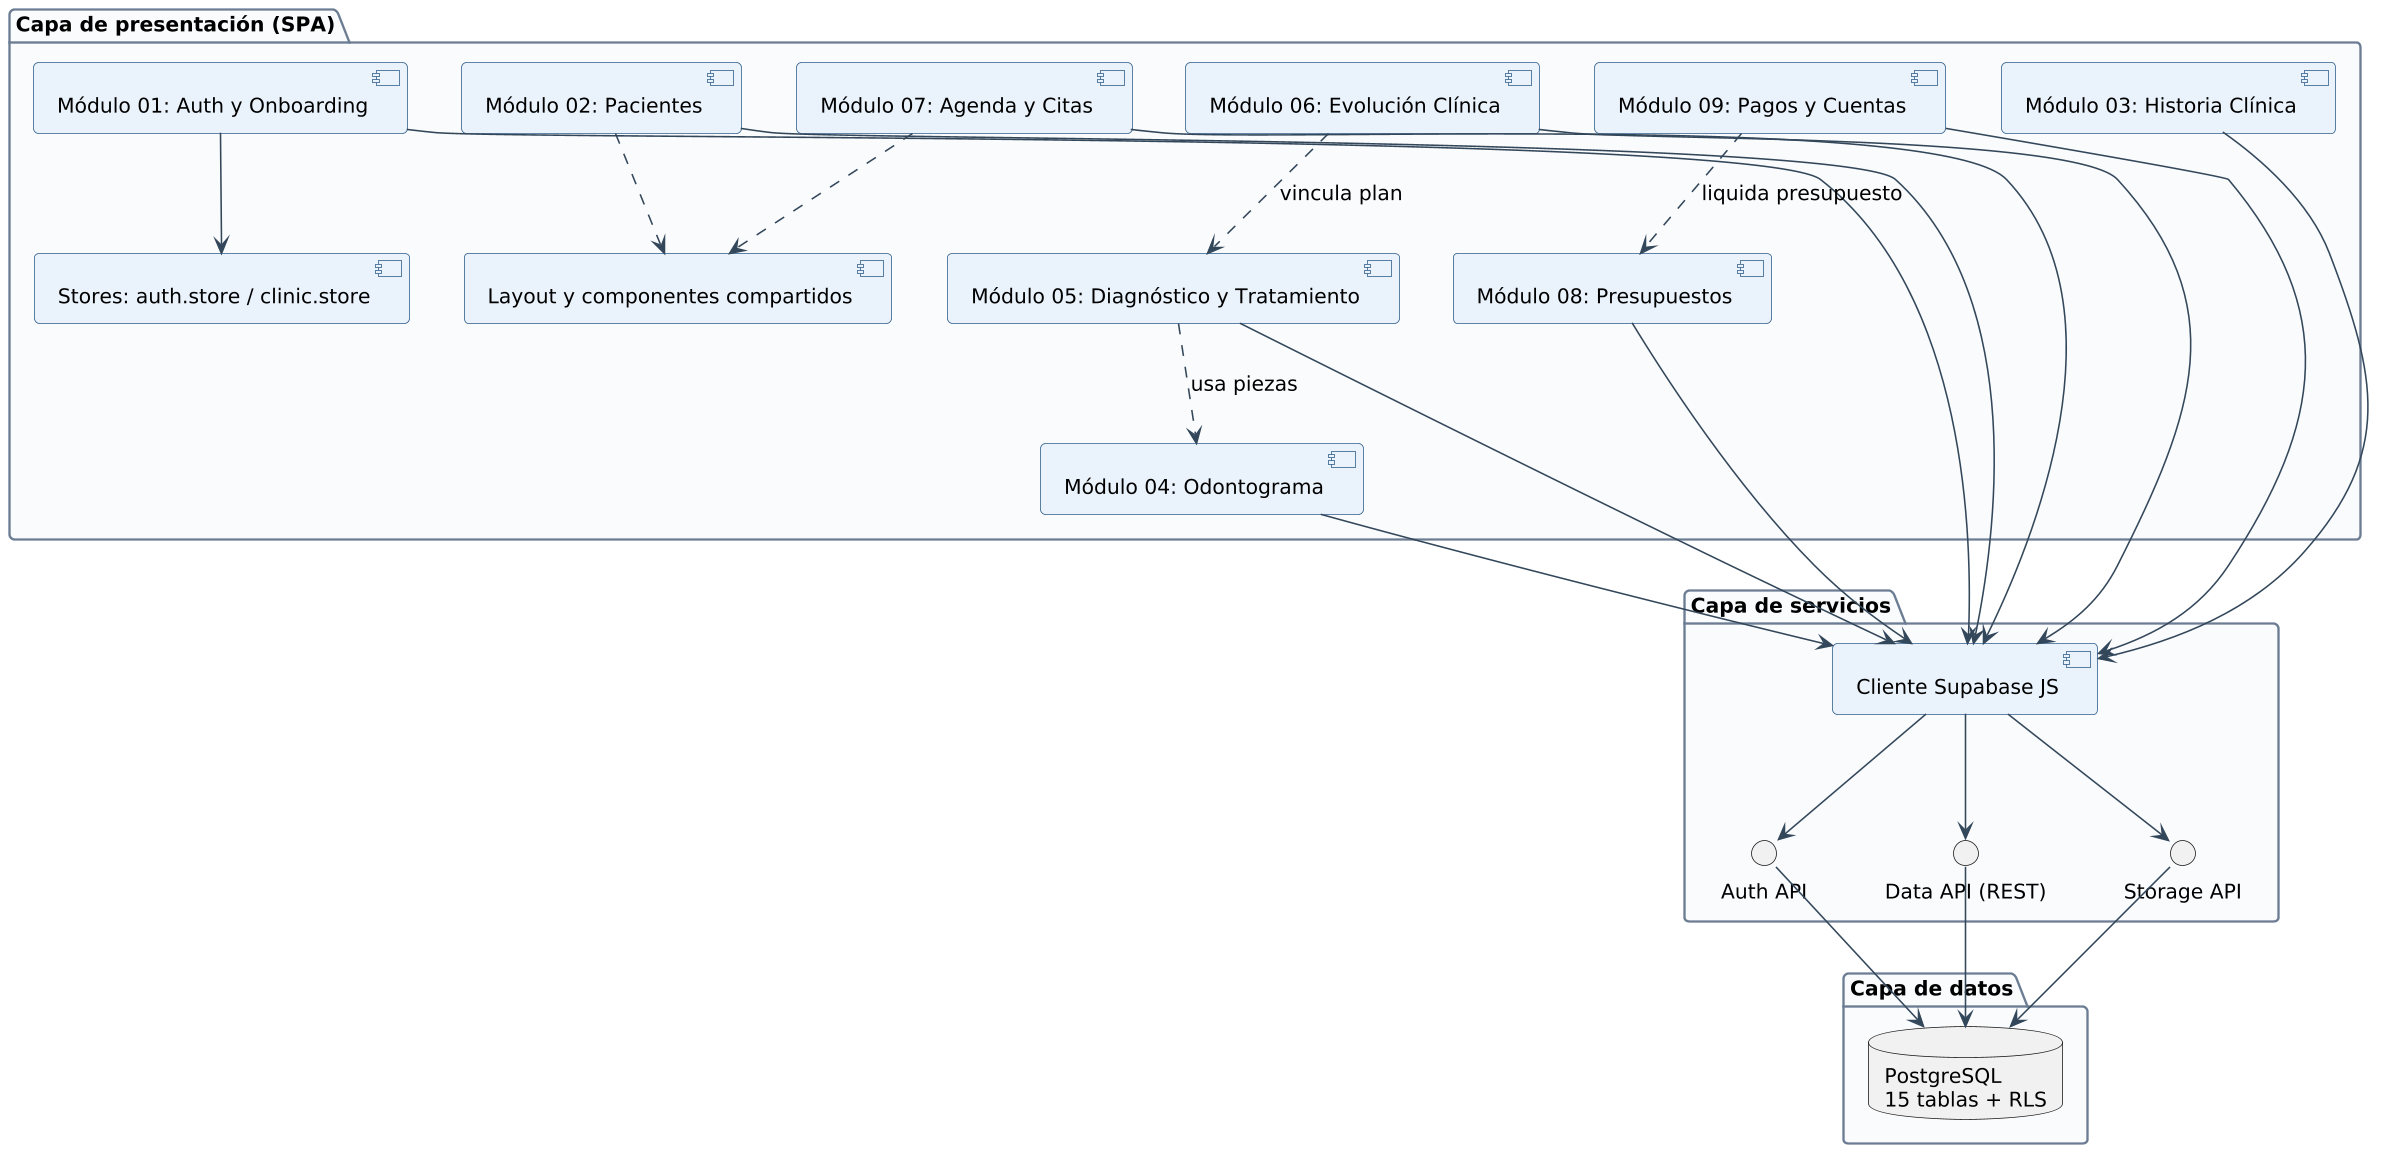 Capa de presentación (SPA)
Módulo 01: Auth y Onboarding
Módulo 02: Pacientes
Módulo 07: Agenda y Citas
Módulo 06: Evolución Clínica
Módulo 09: Pagos y Cuentas
Módulo 03: Historia Clínica
vincula plan
liquida presupuesto
Stores: auth.store / clinic.store
Layout y componentes compartidos
Módulo 05: Diagnóstico y Tratamiento
Módulo 08: Presupuestos
usa piezas
Módulo 04: Odontograma
Capa de servicios
Cliente Supabase JS
Auth API
Data API (REST)
Storage API
Capa de datos
PostgreSQL
15 tablas + RLS